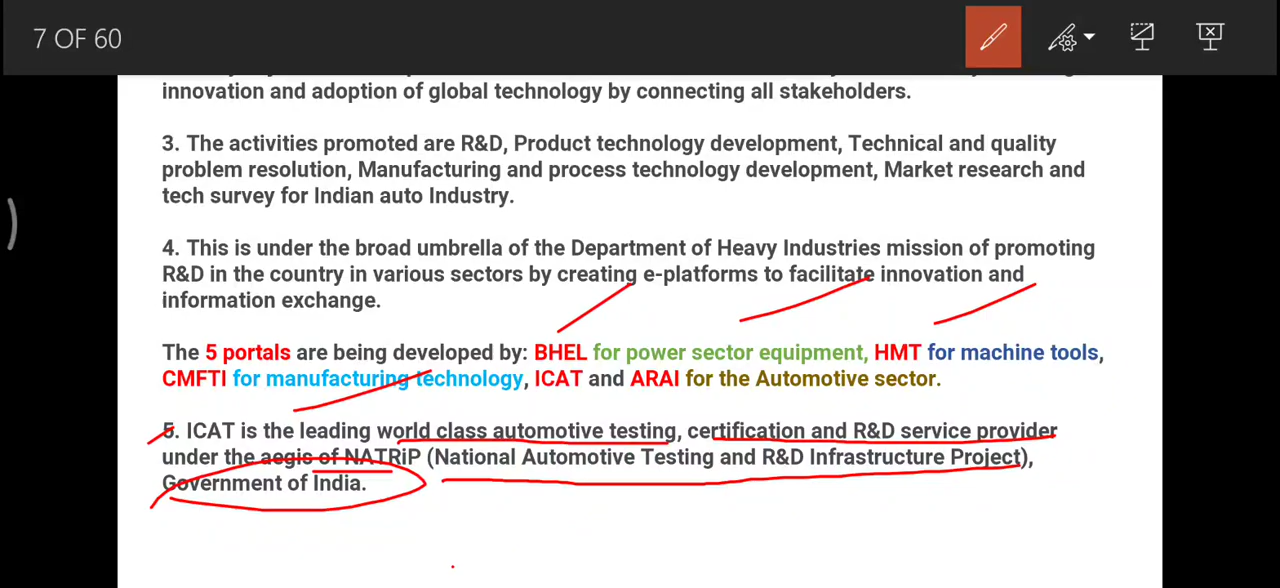 7 OF 60
innovation and adoption of global technology by connecting all stakeholders.
3. The activities promoted are R&D, Product technology development, Technical and quality
problem resolution, Manufacturing and process technology development, Market research and
tech survey for Indian auto Industry.
4. This is under the broad umbrella of the Department of Heavy Industries mission of promoting
R&D in the country in various sectors by creating e-platforms to facilitate innovation and
information exchange.
The 5 portals are being developed by: BHEL for power sector equipment, HMT for machine tools,
CMFTI for manufacturing technology, ICAT and ARAI for the Automotive sector.
5. ICAT is the leading world class automotive testing, certification and R&D service provider
under the aegis of NATRiP (National Automotive Testing and R&D Infrastructure Project),
Government of India.